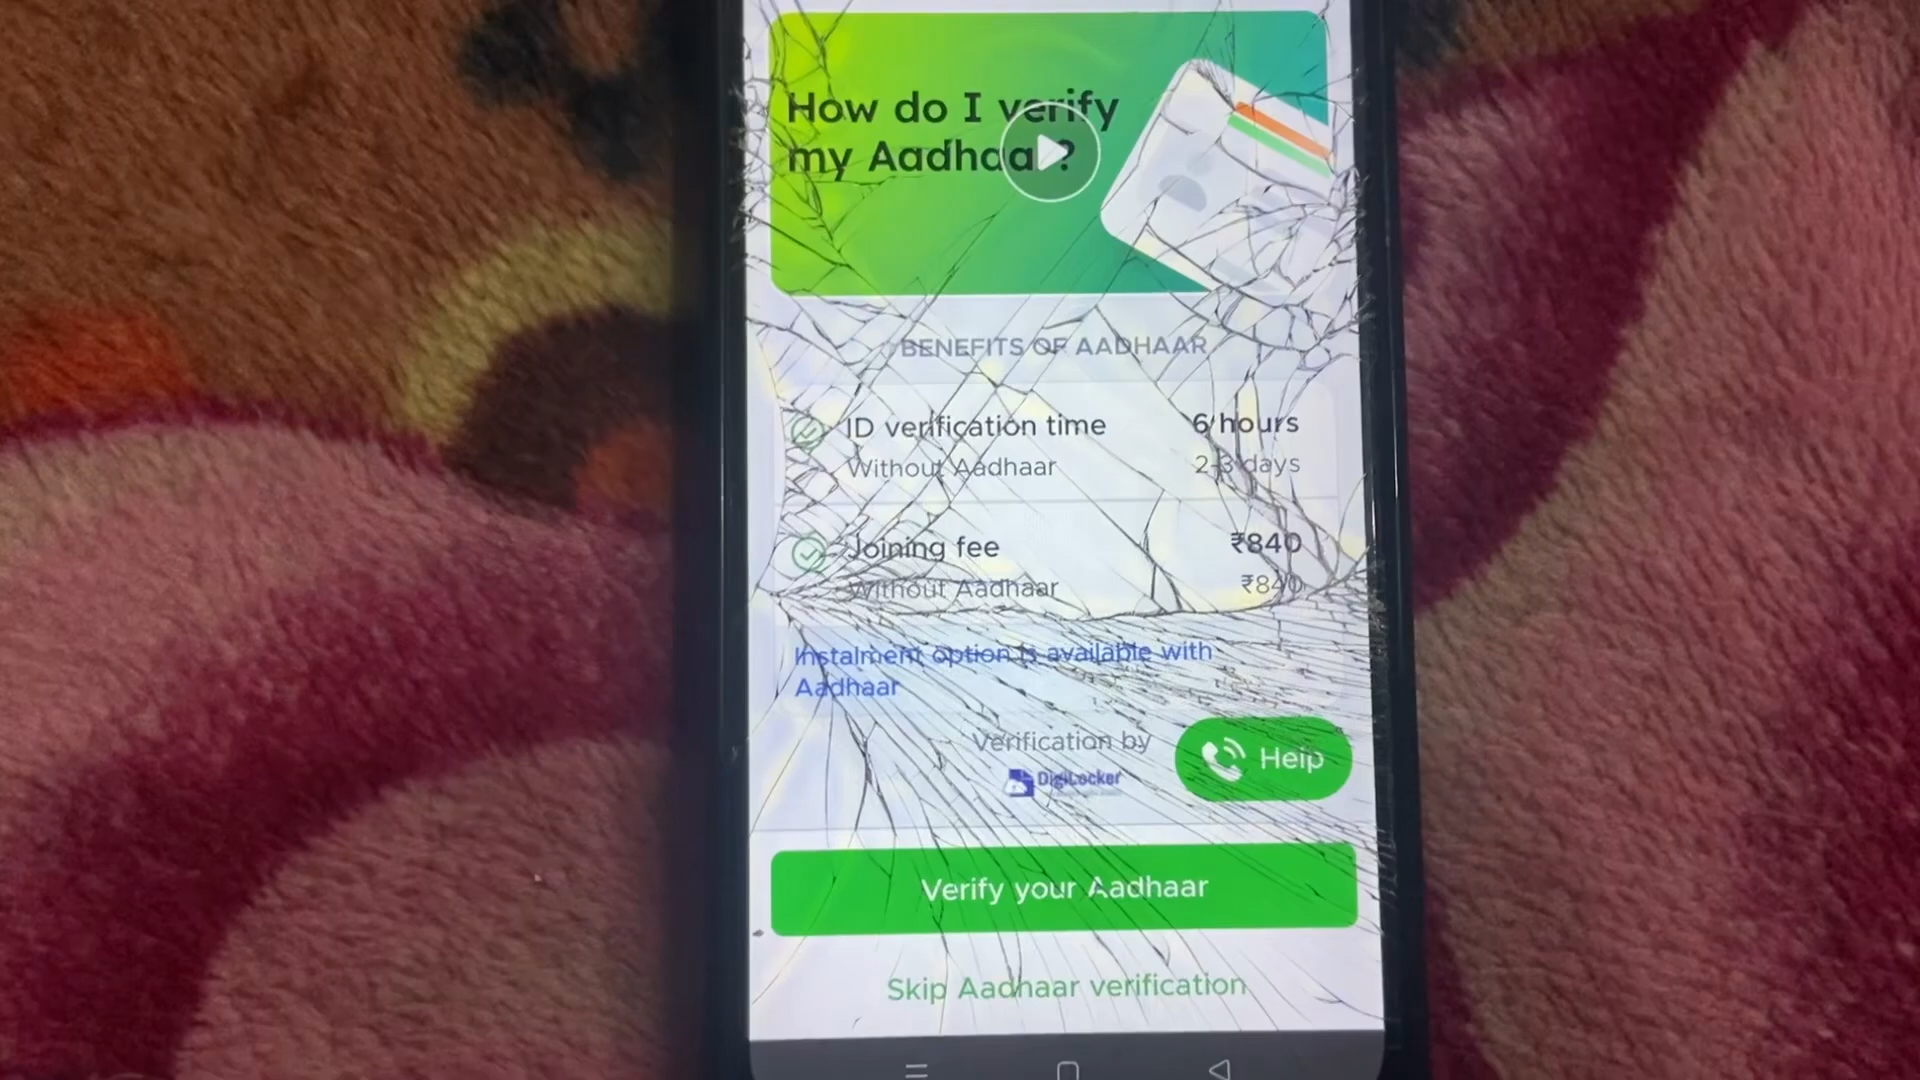 How do I verify
my Aadhaar?
BENEFITS OF AADHAAR
ID verification time 6 hours
Without Aadhaar 2-3 days
Joining fee ₹840
Without Aadhaar ₹840
Instalment option is available with
Aadhaar
Verification by
DigiLocker
Help
Verify your Aadhaar
Skip Aadhaar verification